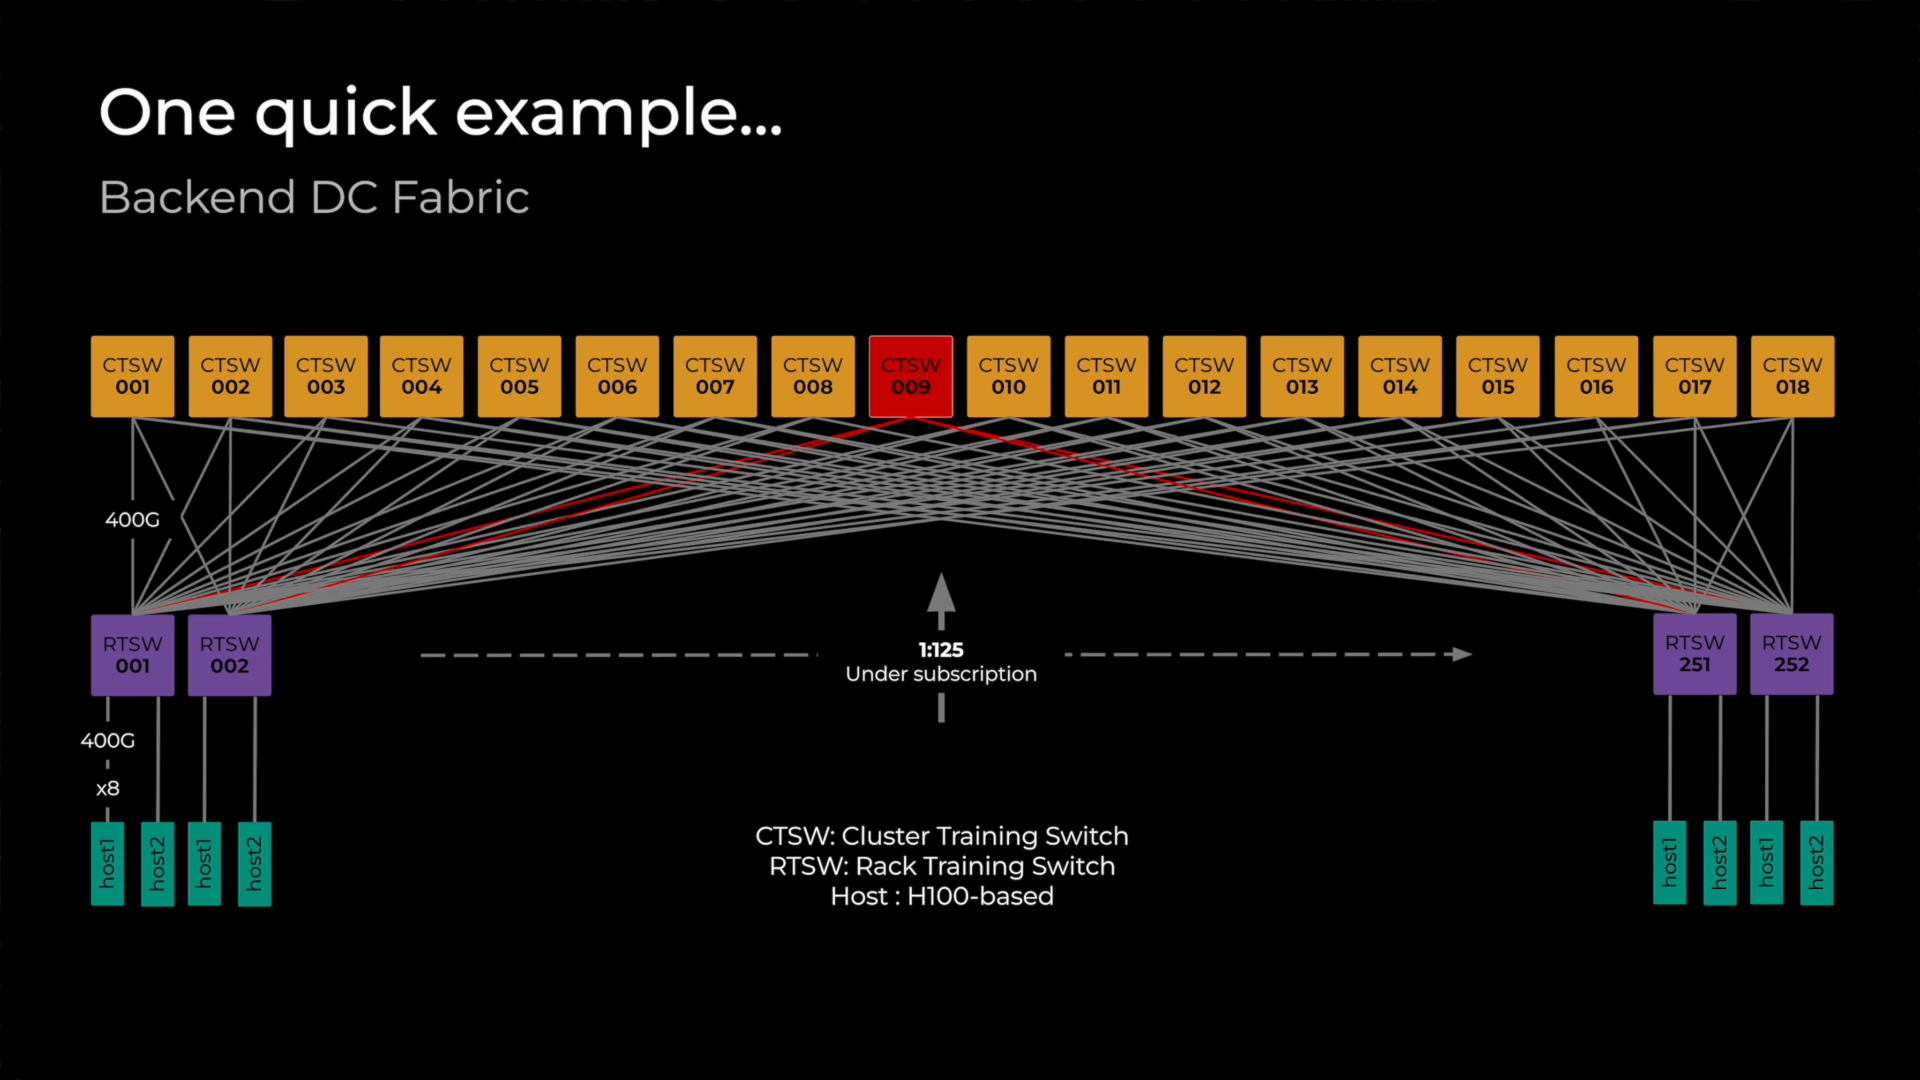 One quick example...
Backend DC Fabric
CTSW
001
CTSW
002
CTSW
003
CTSW
004
CTSW
005
CTSW
006
CTSW
007
CTSW
008
CTSW
009
CTSW
010
CTSW
011
CTSW
012
CTSW
013
CTSW
014
CTSW
015
CTSW
016
CTSW
017
CTSW
018
400G
RTSW
001
RTSW
002
1:125
Under subscription
RTSW
251
RTSW
252
400G
x8
host1
host2
host1
host2
CTSW: Cluster Training Switch
RTSW: Rack Training Switch
Host : H100-based
host1
host2
host1
host2